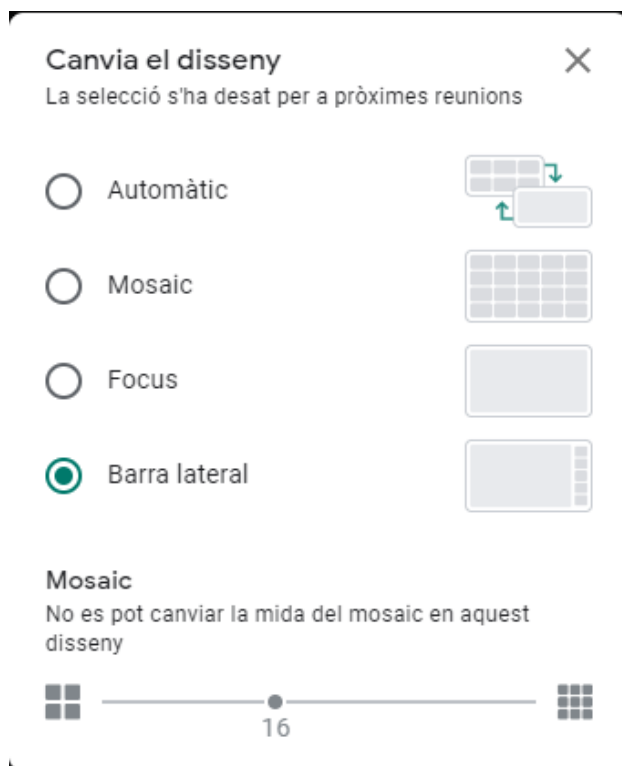 Canvia el disseny
La selecció s'ha desat per a pròximes reunions
Automàtic
Mosaic
Focus
Barra lateral
Mosaic
No es pot canviar la mida del mosaic en aquest
disseny
16